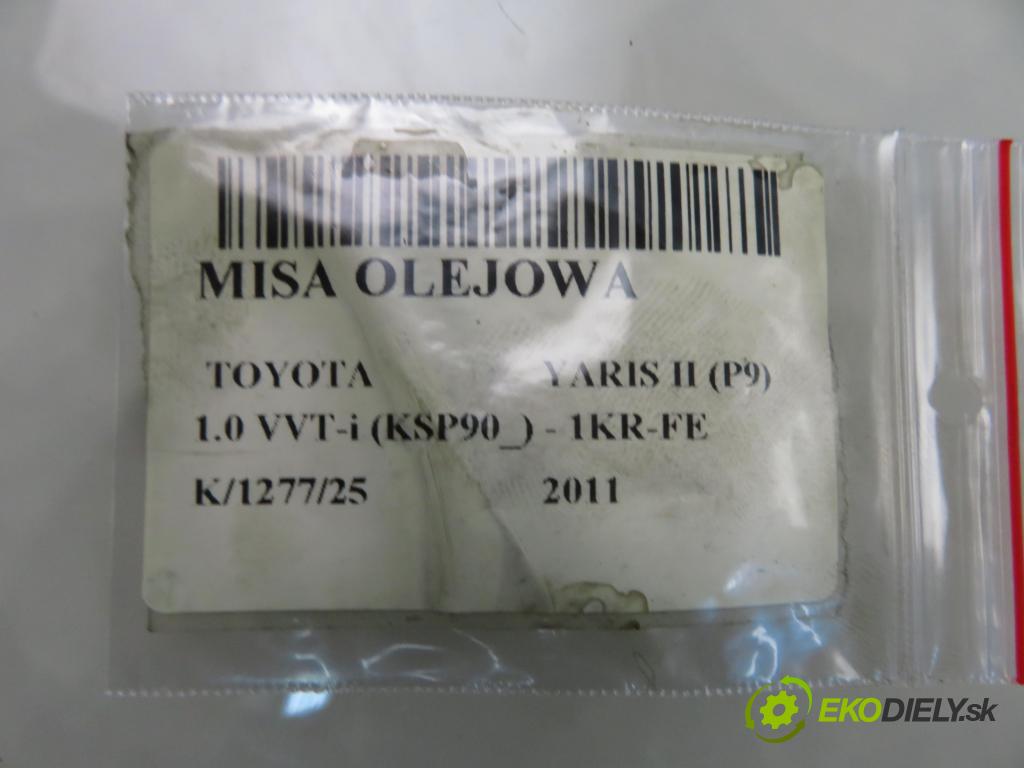 MISA OLEJOWA
TOYOTA YARIS II (P9)
1.0 VVT-i (KSP90_) - 1KR-FE
K/1277/25 2011
EKODIELY.sk